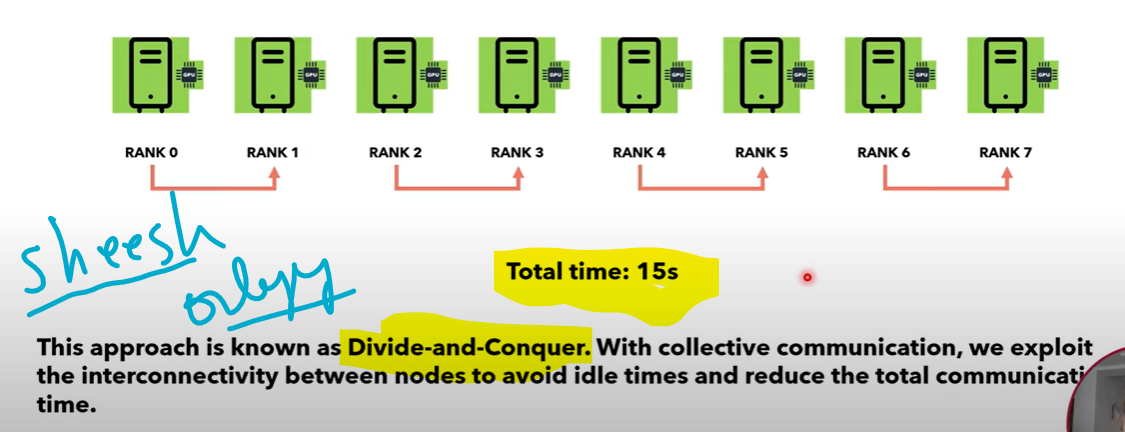 GPU GPU GPU GPU GPU GPU GPU GPU
RANK 0 RANK 1 RANK 2 RANK 3 RANK 4 RANK 5 RANK 6 RANK 7
sheesh
Total time: 15s
This approach is known as Divide-and-Conquer. With collective communication, we exploit
the interconnectivity between nodes to avoid idle times and reduce the total communicati
time.